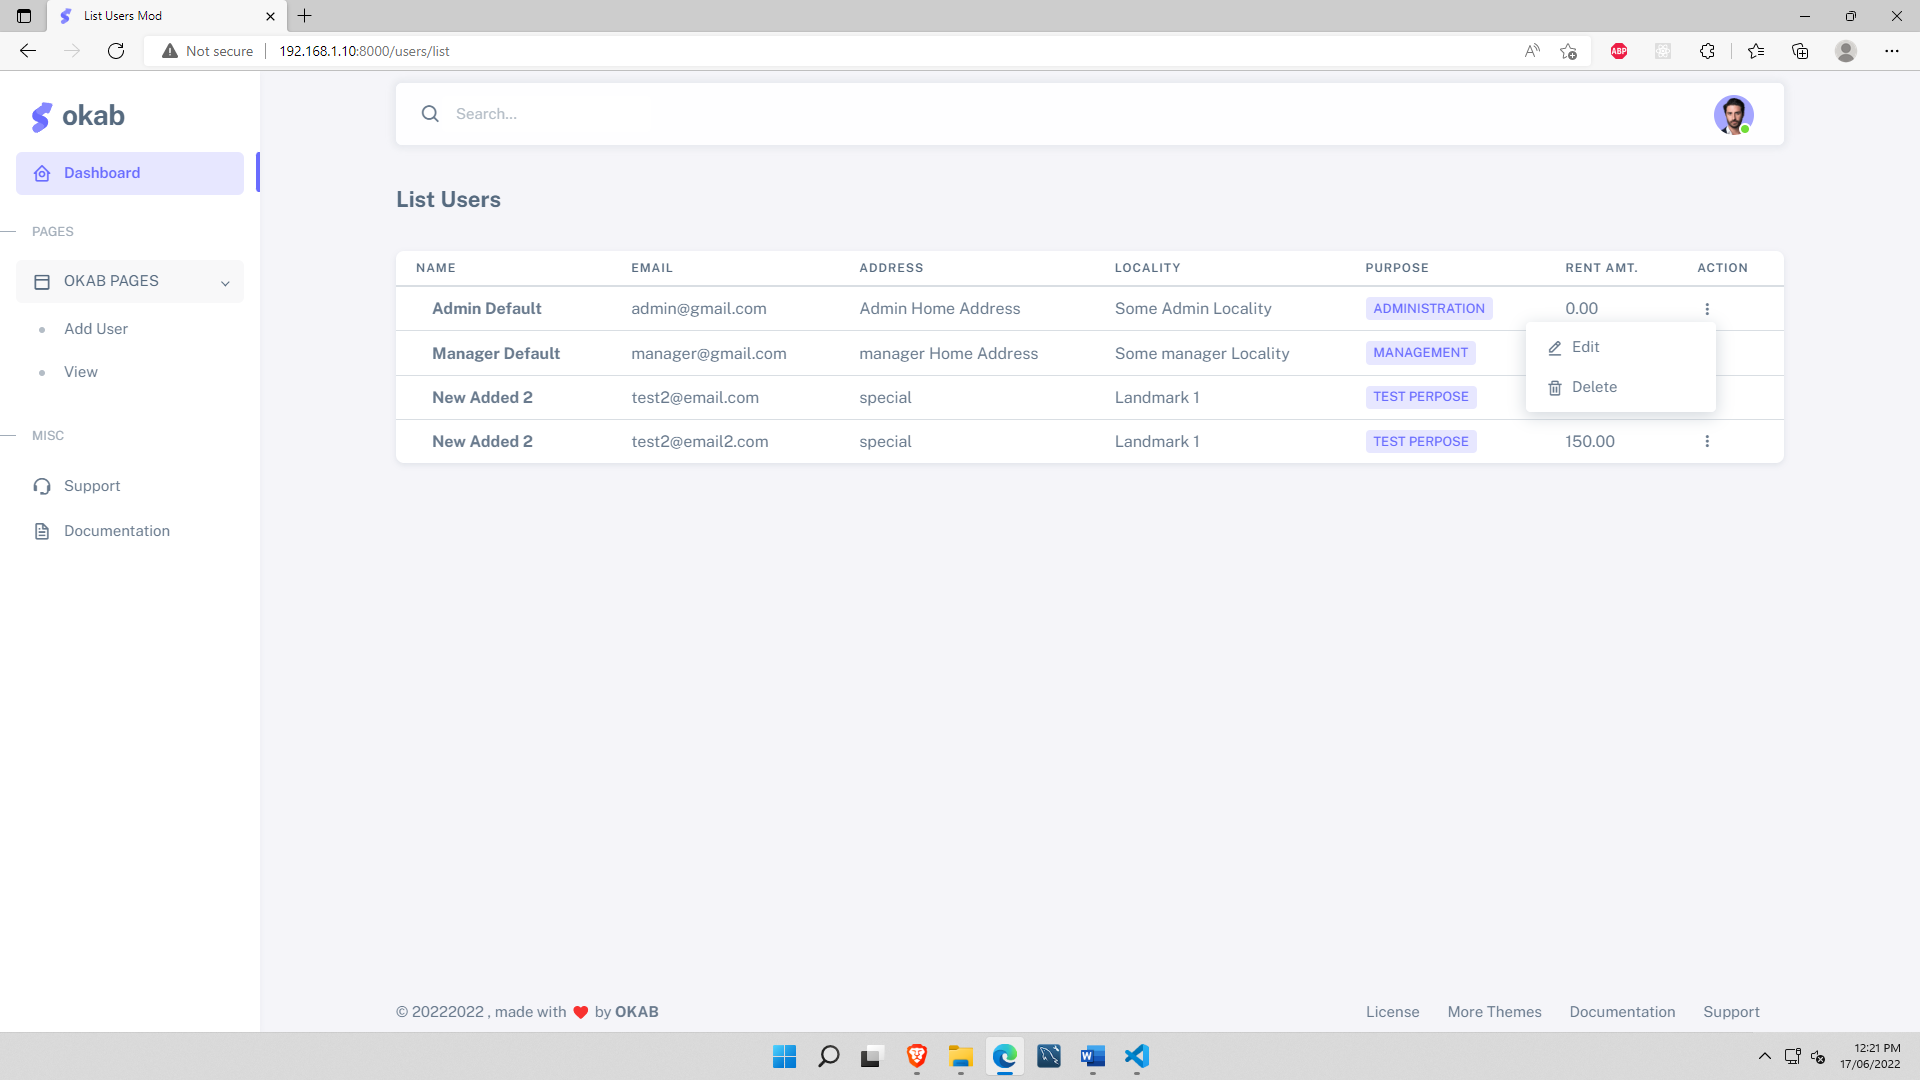 List Users Mod
Not secure
192.168.1.10:8000/users/list
ABP
okab
Search...
Dashboard
PAGES
OKAB PAGES
Add User
View
MISC
Support
Documentation
List Users
NAME EMAIL ADDRESS LOCALITY PURPOSE RENT AMT. ACTION
Admin Default admin@gmail.com Admin Home Address Some Admin Locality ADMINISTRATION 0.00
Manager Default manager@gmail.com manager Home Address Some manager Locality MANAGEMENT
New Added 2 test2@email.com special Landmark 1 TEST PERPOSE
New Added 2 test2@email2.com special Landmark 1 TEST PERPOSE 150.00
Edit
Delete
© 20222022 , made with ❤️ by OKAB
License More Themes Documentation Support
12:21 PM
17/06/2022